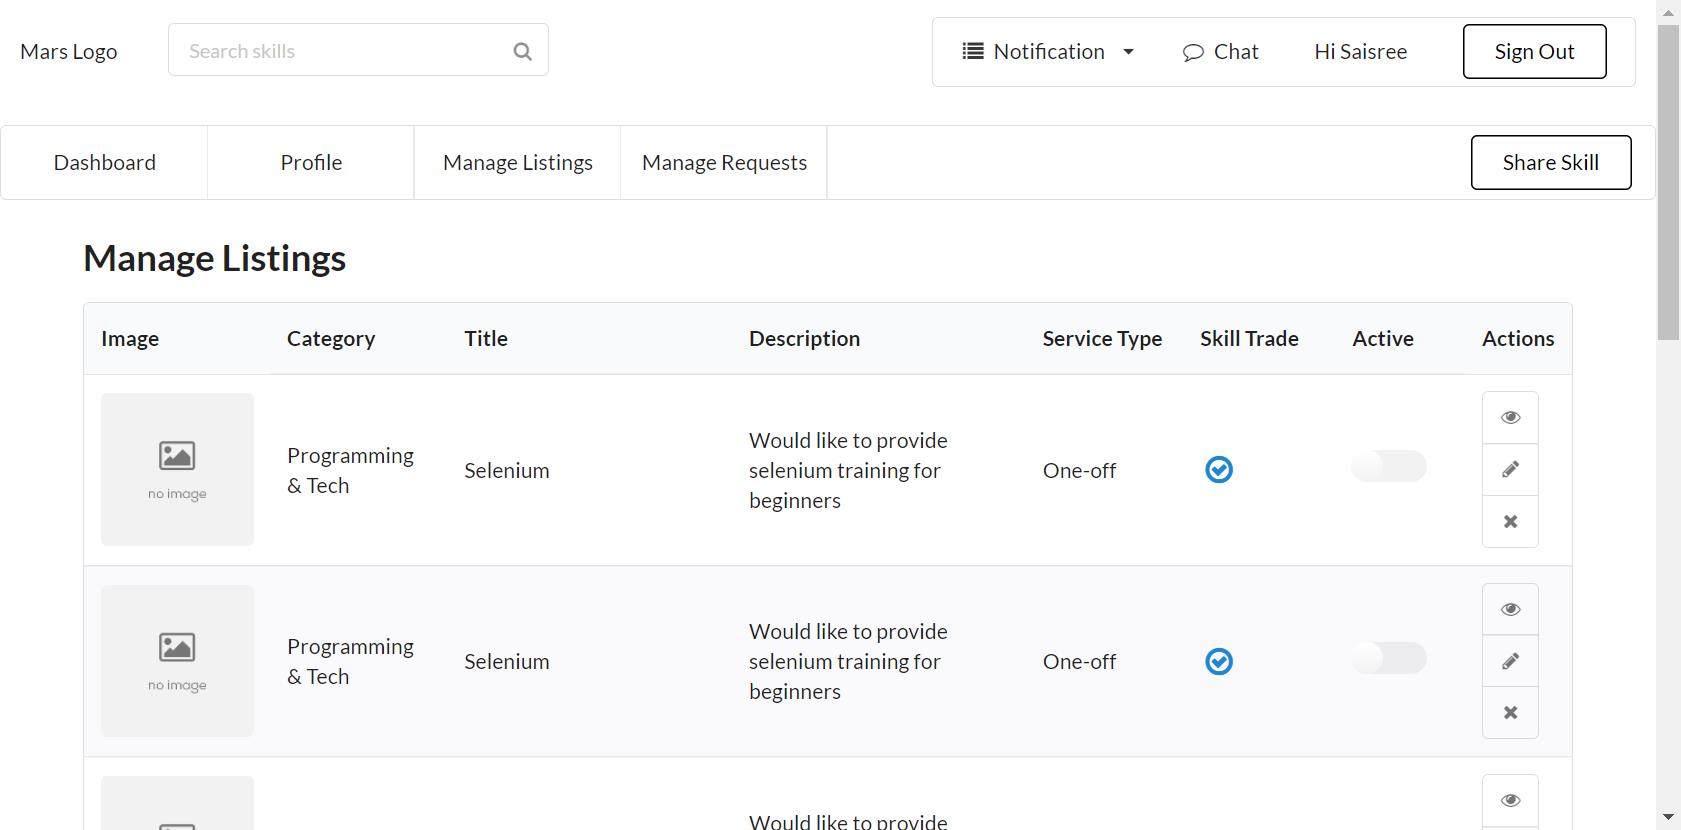 Mars Logo
Search skills
Notification
Chat
Hi Saisree
Sign Out
Dashboard
Profile
Manage Listings
Manage Requests
Share Skill
Manage Listings
Image Category Title Description Service Type Skill Trade Active Actions
no image
Programming
& Tech
Selenium
Would like to provide
selenium training for
beginners
One-off
no image
Programming
& Tech
Selenium
Would like to provide
selenium training for
beginners
One-off
Would like to provide